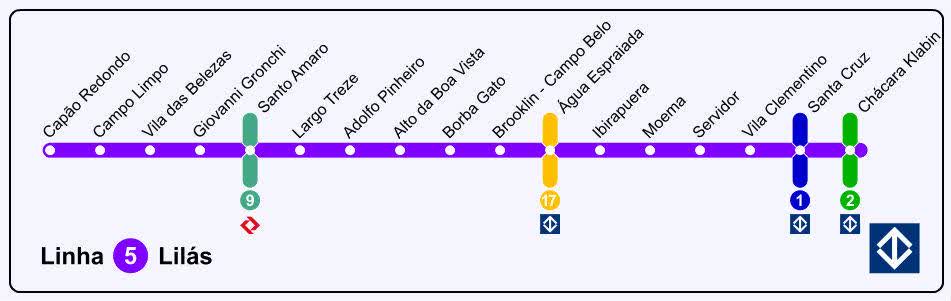 Capão Redondo
Campo Limpo
Vila das Belezas
Giovanni Gronchi
Santo Amaro
Largo Treze
Adolfo Pinheiro
Alto da Boa Vista
Borba Gato
Brooklin - Campo Belo
Água Espraiada
Ibirapuera
Moema
Servidor
Vila Clementino
Santa Cruz
Chácara Klabin
9
17
1
2
Linha 5 Lilás